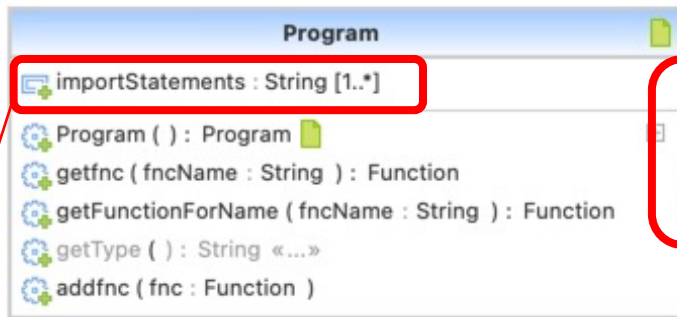 Program
importStatements : String [1..*]
Program ( ) : Program
getfnc ( fncName : String ) : Function
getFunctionForName ( fncName : String ) : Function
getType ( ) : String «...»
addfnc ( fnc : Function )